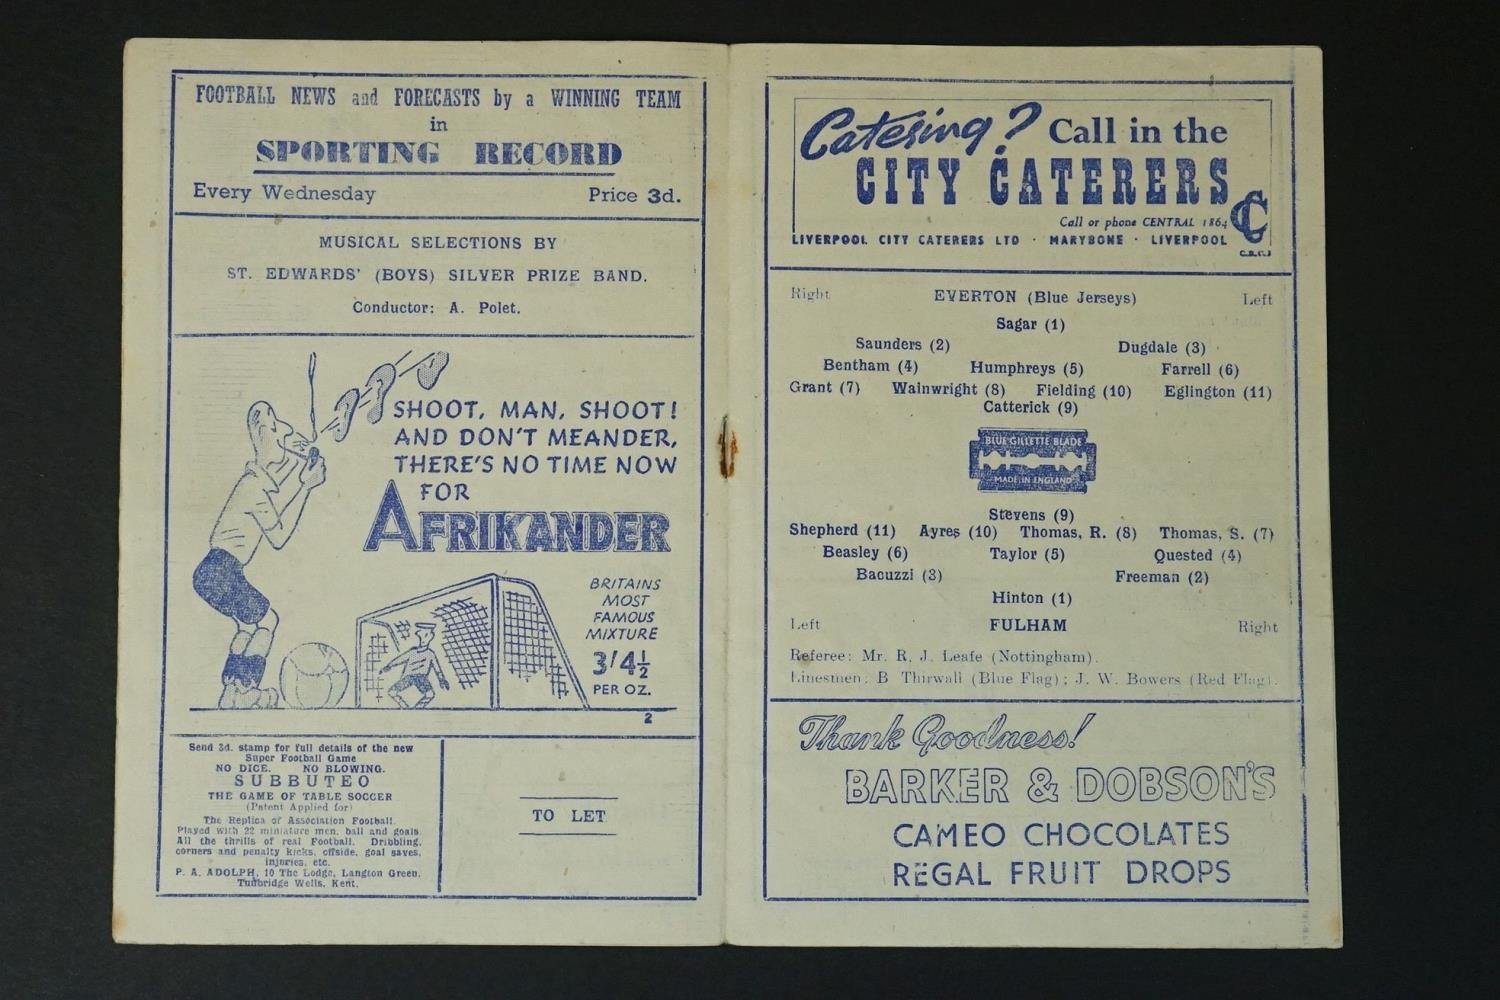 FOOTBALL NEWS and FORECASTS by a WINNING TEAM
in
SPORTING RECORD
Every Wednesday Price 3d.
MUSICAL SELECTIONS BY
ST. EDWARDS' (BOYS) SILVER PRIZE BAND.
Conductor: A. Polet.
SHOOT, MAN, SHOOT!
AND DON'T MEANDER,
THERE'S NO TIME NOW
FOR
AFRIKANDER
BRITAINS
MOST
FAMOUS
MIXTURE
3/4½
PER OZ.
2
Send 3d. stamp for full details of the new
Super Football Game
NO DICE. NO BLOWING.
SUBBUTEO
THE GAME OF TABLE SOCCER
(Patent Applied for)
The Replica of Association Football.
Played with 22 miniature men, ball and goals.
All the thrills of real Football. Dribbling,
corners and penalty kicks, offside, goal saves,
injuries, etc.
P. A. ADOLPH, 10 The Lodge, Langton Green,
Tunbridge Wells, Kent.
TO LET
Catering? Call in the
CITY CATERERS
Call or phone CENTRAL 1864
CC
LIVERPOOL CITY CATERERS LTD · MARYBONE · LIVERPOOL
Right EVERTON (Blue Jerseys) Left
Sagar (1)
Saunders (2) Dugdale (3)
Bentham (4) Humphreys (5) Farrell (6)
Grant (7) Wainwright (8) Fielding (10) Eglington (11)
Catterick (9)
BLUE GILLETTE BLADE
MADE IN ENGLAND
Stevens (9)
Shepherd (11) Ayres (10) Thomas, R. (8) Thomas, S. (7)
Beasley (6) Taylor (5) Quested (4)
Bacuzzi (3) Freeman (2)
Hinton (1)
Left FULHAM Right
Referee: Mr. R. J. Leafe (Nottingham).
Linesmen: B Thirwall (Blue Flag); J. W. Bowers (Red Flag).
Thank Goodness!
BARKER & DOBSON'S
CAMEO CHOCOLATES
REGAL FRUIT DROPS